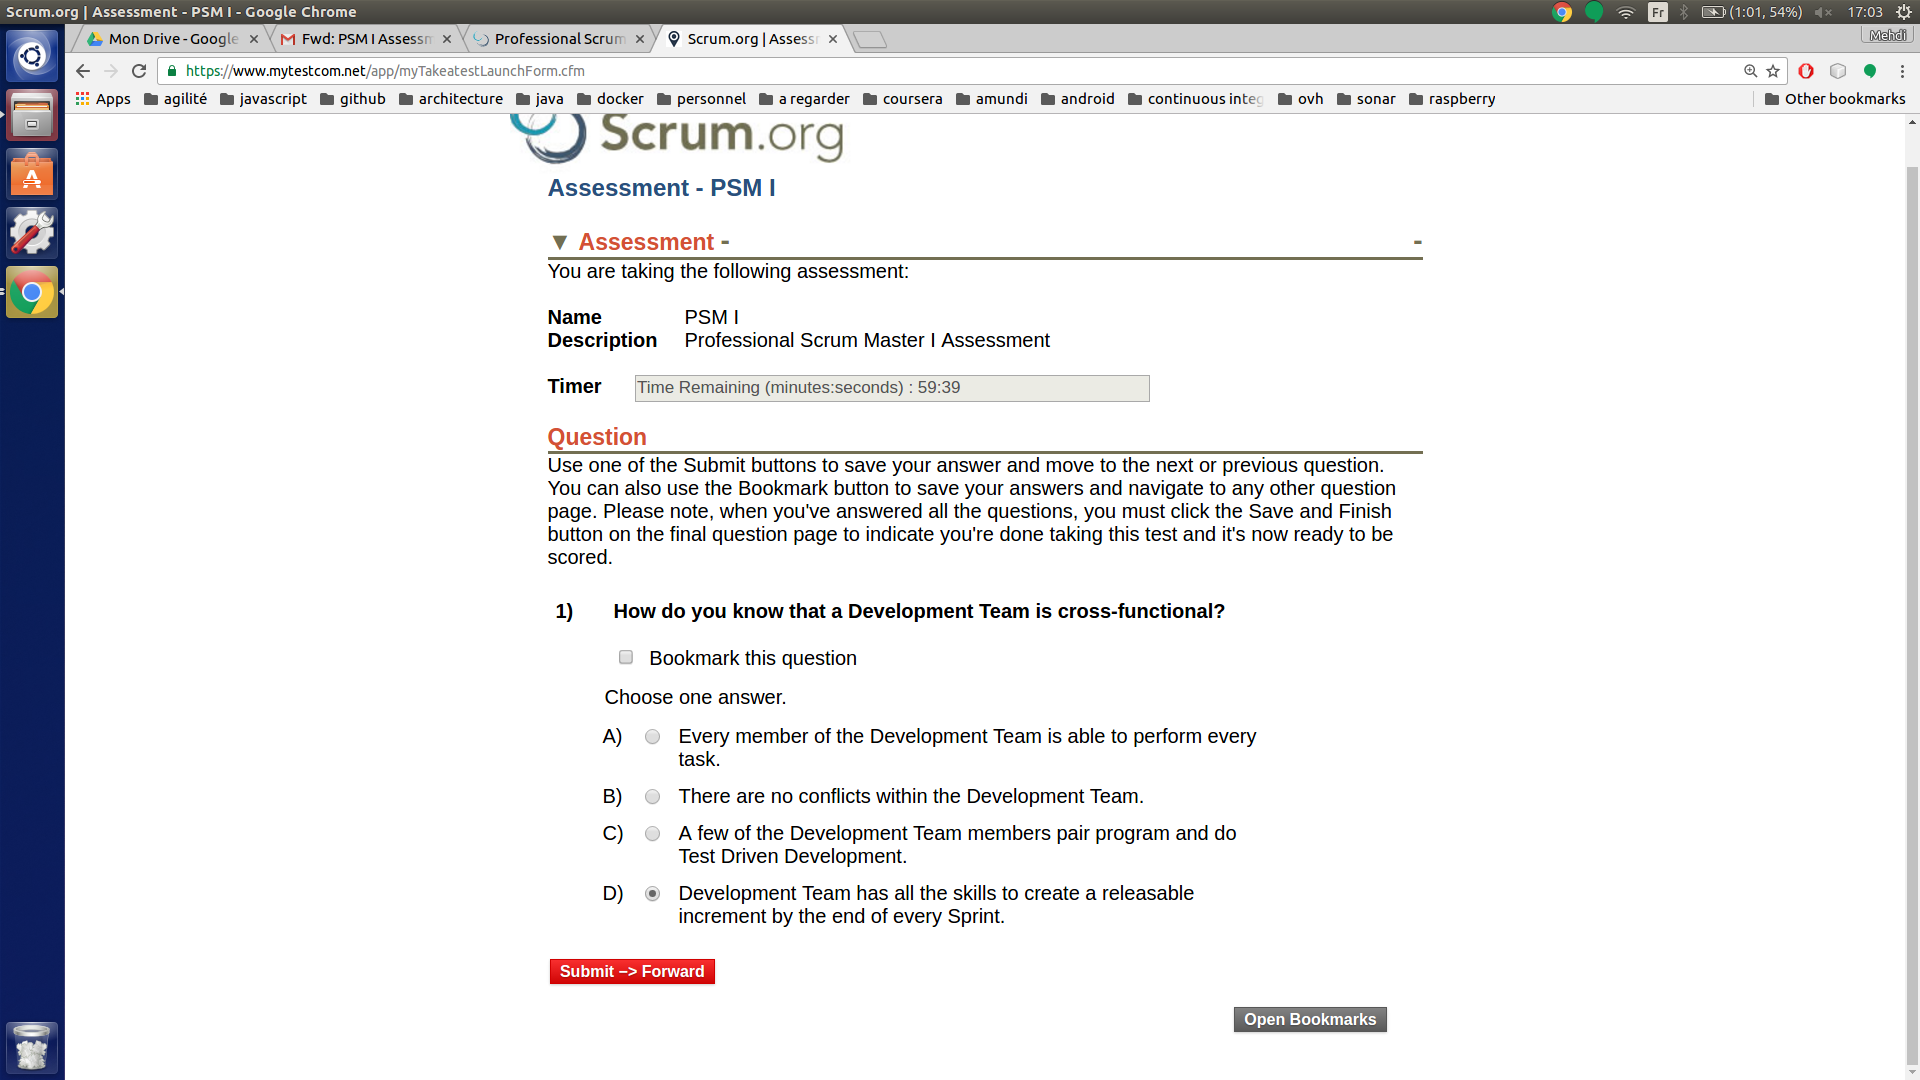 Scrum.org | Assessment - PSM I - Google Chrome
Fr
(1:01, 54%)
17:03
Mon Drive - Google
Fwd: PSM I Assessm
Professional Scrum
Scrum.org | Assess
Mehdi
https://www.mytestcom.net/app/myTakeatestLaunchForm.cfm
Apps
agilité
javascript
github
architecture
java
docker
personnel
a regarder
coursera
amundi
android
continuous integ
ovh
sonar
raspberry
Other bookmarks
Scrum.org
Assessment - PSM I
▼ Assessment - -
You are taking the following assessment:
Name PSM I
Description Professional Scrum Master I Assessment
Timer Time Remaining (minutes:seconds) : 59:39
Question
Use one of the Submit buttons to save your answer and move to the next or previous question.
You can also use the Bookmark button to save your answers and navigate to any other question
page. Please note, when you've answered all the questions, you must click the Save and Finish
button on the final question page to indicate you're done taking this test and it's now ready to be
scored.
1) How do you know that a Development Team is cross-functional?
Bookmark this question
Choose one answer.
A) Every member of the Development Team is able to perform every
task.
B) There are no conflicts within the Development Team.
C) A few of the Development Team members pair program and do
Test Driven Development.
D) Development Team has all the skills to create a releasable
increment by the end of every Sprint.
Submit –> Forward
Open Bookmarks